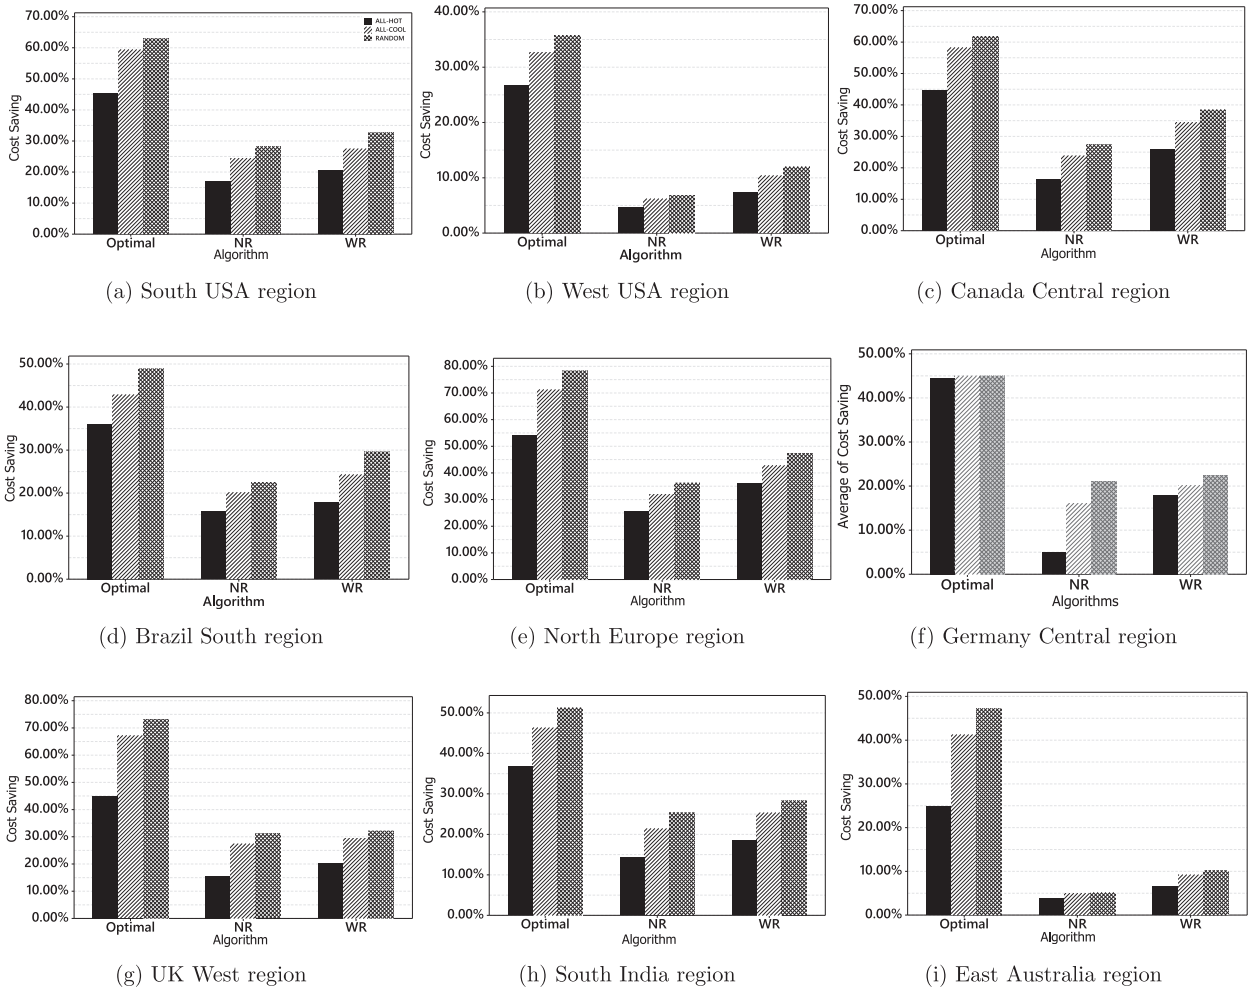 70.00%
60.00%
50.00%
40.00%
30.00%
20.00%
10.00%
0.00%
Cost Saving
ALL-HOT
ALL-COOL
RANDOM
Optimal NR WR
Algorithm
(a) South USA region
40.00%
30.00%
20.00%
10.00%
0.00%
Cost Saving
Optimal NR WR
Algorithm
(b) West USA region
70.00%
60.00%
50.00%
40.00%
30.00%
20.00%
10.00%
0.00%
Cost Saving
Optimal NR WR
Algorithm
(c) Canada Central region
50.00%
40.00%
30.00%
20.00%
10.00%
0.00%
Cost Saving
Optimal NR WR
Algorithm
(d) Brazil South region
80.00%
70.00%
60.00%
50.00%
40.00%
30.00%
20.00%
10.00%
0.00%
Cost Saving
Optimal NR WR
Algorithm
(e) North Europe region
50.00%
40.00%
30.00%
20.00%
10.00%
0.00%
Average of Cost Saving
Optimal NR WR
Algorithms
(f) Germany Central region
80.00%
70.00%
60.00%
50.00%
40.00%
30.00%
20.00%
10.00%
0.00%
Cost Saving
Optimal NR WR
Algorithm
(g) UK West region
50.00%
40.00%
30.00%
20.00%
10.00%
0.00%
Cost Saving
Optimal NR WR
Algorithm
(h) South India region
50.00%
40.00%
30.00%
20.00%
10.00%
0.00%
Cost Saving
Optimal NR WR
Algorithm
(i) East Australia region